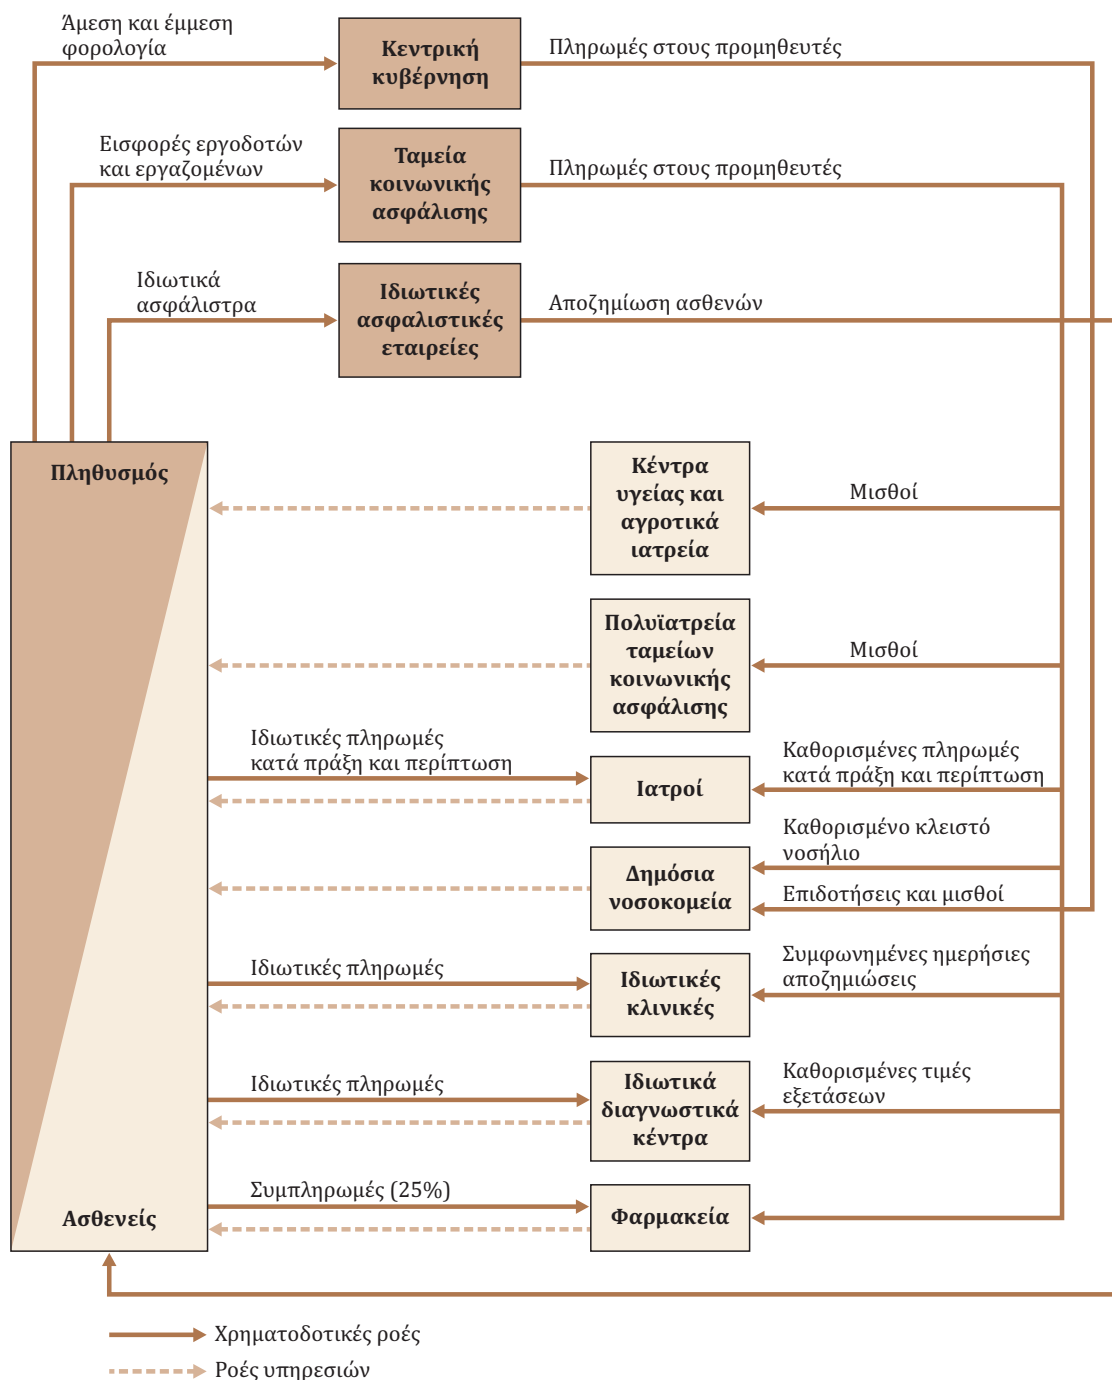 Άμεση και έμμεση
φορολογία
Κεντρική
κυβέρνηση
Πληρωμές στους προμηθευτές
Εισφορές εργοδοτών
και εργαζομένων
Ταμεία
κοινωνικής
ασφάλισης
Πληρωμές στους προμηθευτές
Ιδιωτικά
ασφάλιστρα
Ιδιωτικές
ασφαλιστικές
εταιρείες
Αποζημίωση ασθενών
Πληθυσμός
Κέντρα
υγείας και
αγροτικά
ιατρεία
Μισθοί
Πολυϊατρεία
ταμείων
κοινωνικής
ασφάλισης
Μισθοί
Ιδιωτικές πληρωμές
κατά πράξη και περίπτωση
Ιατροί
Καθορισμένες πληρωμές
κατά πράξη και περίπτωση
Δημόσια
νοσοκομεία
Καθορισμένο κλειστό
νοσήλιο
Επιδοτήσεις και μισθοί
Ιδιωτικές πληρωμές
Ιδιωτικές
κλινικές
Συμφωνημένες ημερήσιες
αποζημιώσεις
Ιδιωτικές πληρωμές
Ιδιωτικά
διαγνωστικά
κέντρα
Καθορισμένες τιμές
εξετάσεων
Ασθενείς
Συμπληρωμές (25%)
Φαρμακεία
Χρηματοδοτικές ροές
Ροές υπηρεσιών